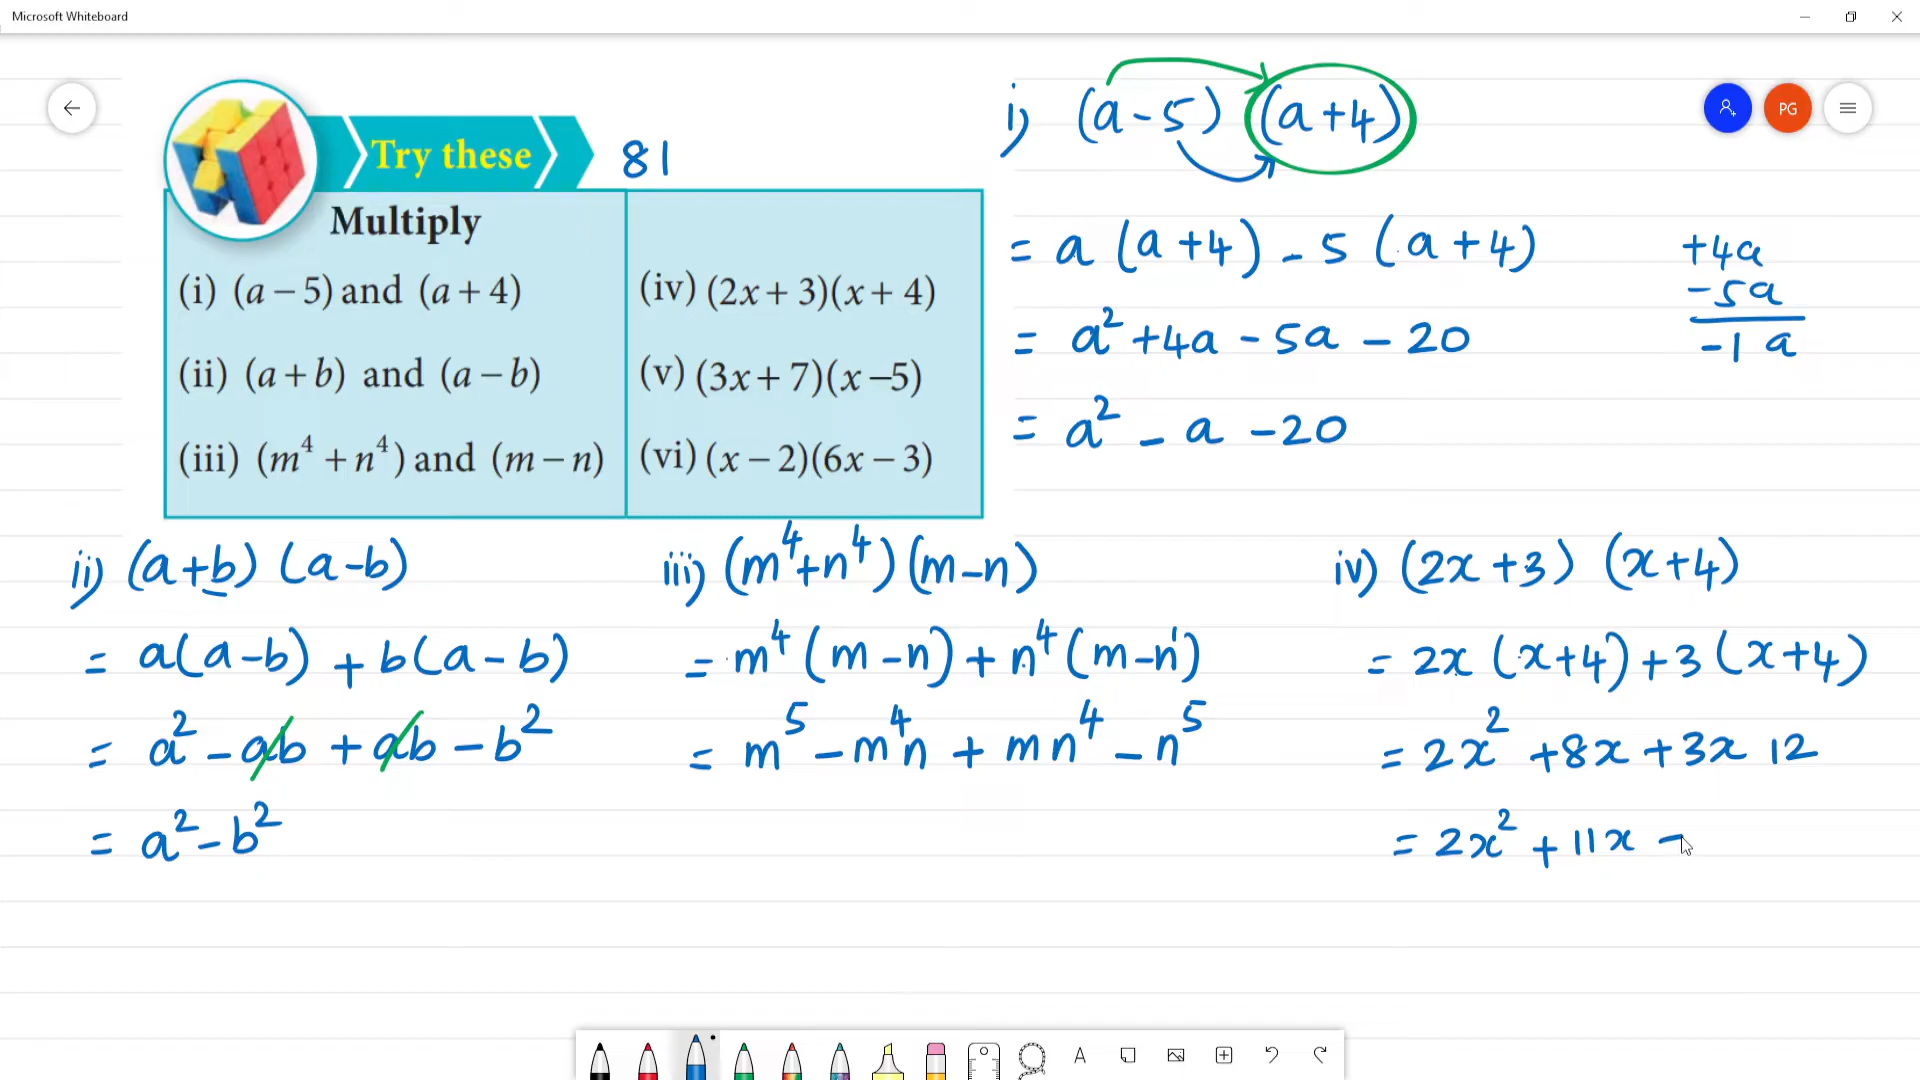 Microsoft Whiteboard
PG
Try these
81
Multiply
(i) (a − 5) and (a + 4)
(ii) (a + b) and (a − b)
(iii) (m⁴ + n⁴) and (m − n)
(iv) (2x + 3)(x + 4)
(v) (3x + 7)(x − 5)
(vi) (x − 2)(6x − 3)
i) (a - 5) (a + 4)
= a (a + 4) - 5 (a + 4)
= a² + 4a - 5a - 20
= a² - a - 20
+4a
-5a
-1 a
ii) (a+b) (a-b)
= a(a-b) + b(a-b)
= a² - ab + ab - b²
= a² - b²
iii) (m⁴+n⁴) (m-n)
= m⁴ (m-n) + n⁴ (m-n)
= m⁵ - m⁴n + mn⁴ - n⁵
iv) (2x+3) (x+4)
= 2x (x+4) + 3 (x+4)
= 2x² + 8x + 3x 12
= 2x² + 11x -
A